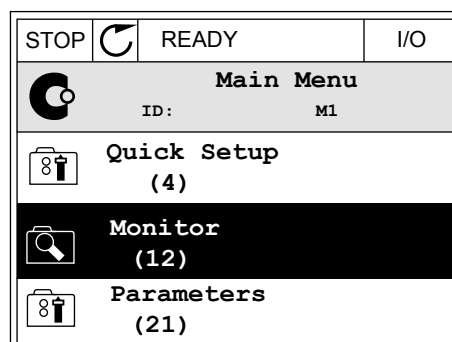 STOP READY I/O
Main Menu
ID: M1
Quick Setup
(4)
Monitor
(12)
Parameters
(21)